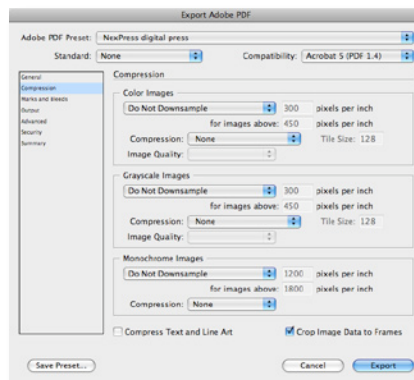 Export Adobe PDF
Adobe PDF Preset: NexPress digital press
Standard: None Compatibility: Acrobat 5 (PDF 1.4)
General
Compression
Marks and Bleeds
Output
Advanced
Security
Summary
Compression
Color Images
Do Not Downsample 300 pixels per inch
for images above: 450 pixels per inch
Compression: None Tile Size: 128
Image Quality:
Grayscale Images
Do Not Downsample 300 pixels per inch
for images above: 450 pixels per inch
Compression: None Tile Size: 128
Image Quality:
Monochrome Images
Do Not Downsample 1200 pixels per inch
for images above: 1800 pixels per inch
Compression: None
Compress Text and Line Art Crop Image Data to Frames
Save Preset... Cancel Export